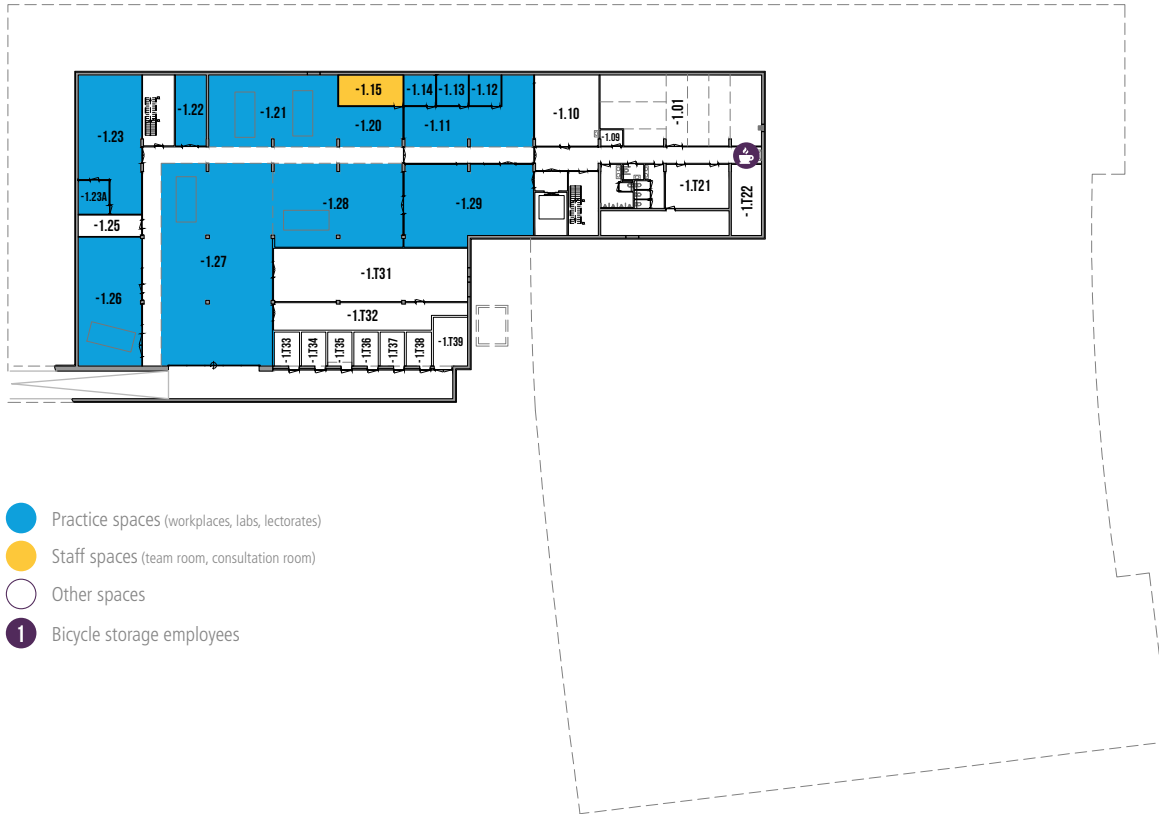 -1.15
-1.14
-1.13
-1.12
-1.22
-1.21
-1.10
-1.01
-1.23
-1.20
-1.11
-1.09
-1.23A
-1.T21
-1.T22
-1.28
-1.29
-1.25
-1.27
-1.T31
-1.26
-1.T32
-1.T33
-1.T34
-1.T35
-1.T36
-1.T37
-1.T38
-1.T39
Practice spaces (workplaces, labs, lectorates)
Staff spaces (team room, consultation room)
Other spaces
1 Bicycle storage employees